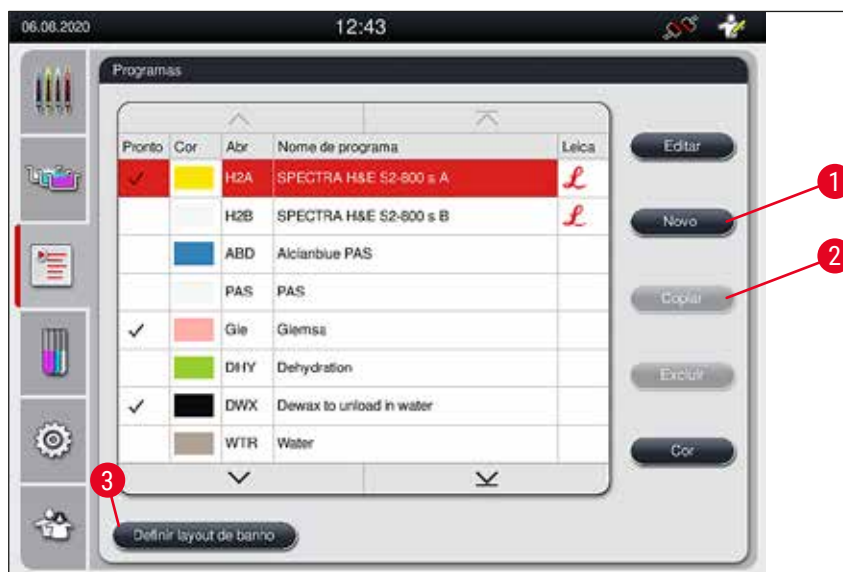 06.08.2020 12:43
Programas
Pronto Cor Abr Nome de programa Leica
H2A SPECTRA H&E S2-800 s A
H2B SPECTRA H&E S2-800 s B
ABD Alcianblue PAS
PAS PAS
Gie Giemsa
DHY Dehydration
DWX Dewax to unload in water
WTR Water
Editar
Novo
1
Copiar
2
Excluir
Cor
3
Definir layout de banho